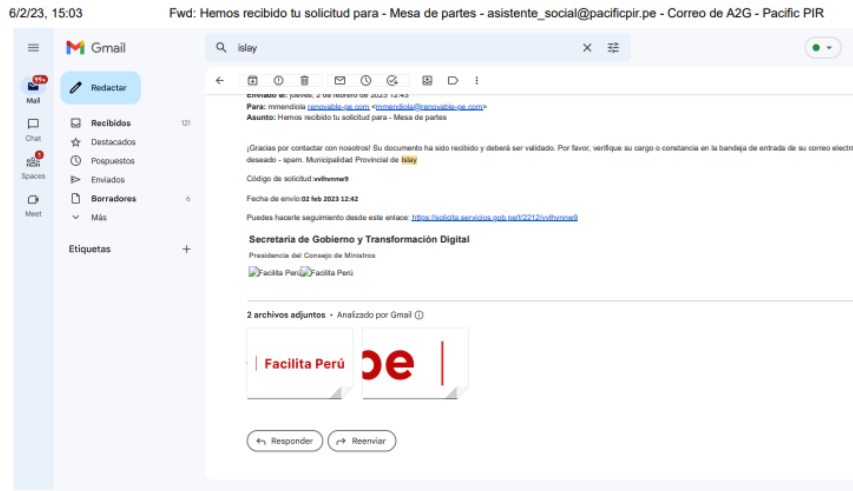 6/2/23, 15:03 Fwd: Hemos recibido tu solicitud para - Mesa de partes - asistente_social@pacificpir.pe - Correo de A2G - Pacific PIR
Gmail
islay
99+
Redactar
Mail
Enviado el: jueves, 2 de febrero de 2023 12:43
Para: mmendiola renovable-pe.com <mmendiola@renovable-pe.com>
Asunto: Hemos recibido tu solicitud para - Mesa de partes
Recibidos 121
Chat
Destacados
¡Gracias por contactar con nosotros! Su documento ha sido recibido y deberá ser validado. Por favor, verifique su cargo o constancia en la bandeja de entrada de su correo electró
deseado - spam. Municipalidad Provincial de Islay
1
Pospuestos
Spaces
Enviados
Código de solicitud:vvlhvnnw9
Borradores 6
Fecha de envío:02 feb 2023 12:42
Meet
Más
Puedes hacerle seguimiento desde este enlace: https://solicita.servicios.gob.pe/t/2212/vvlhvnnw9
Secretaría de Gobierno y Transformación Digital
Etiquetas
Presidencia del Consejo de Ministros
Facilita Perú Facilita Perú
2 archivos adjuntos • Analizado por Gmail
Facilita Perú
pe
Responder
Reenviar